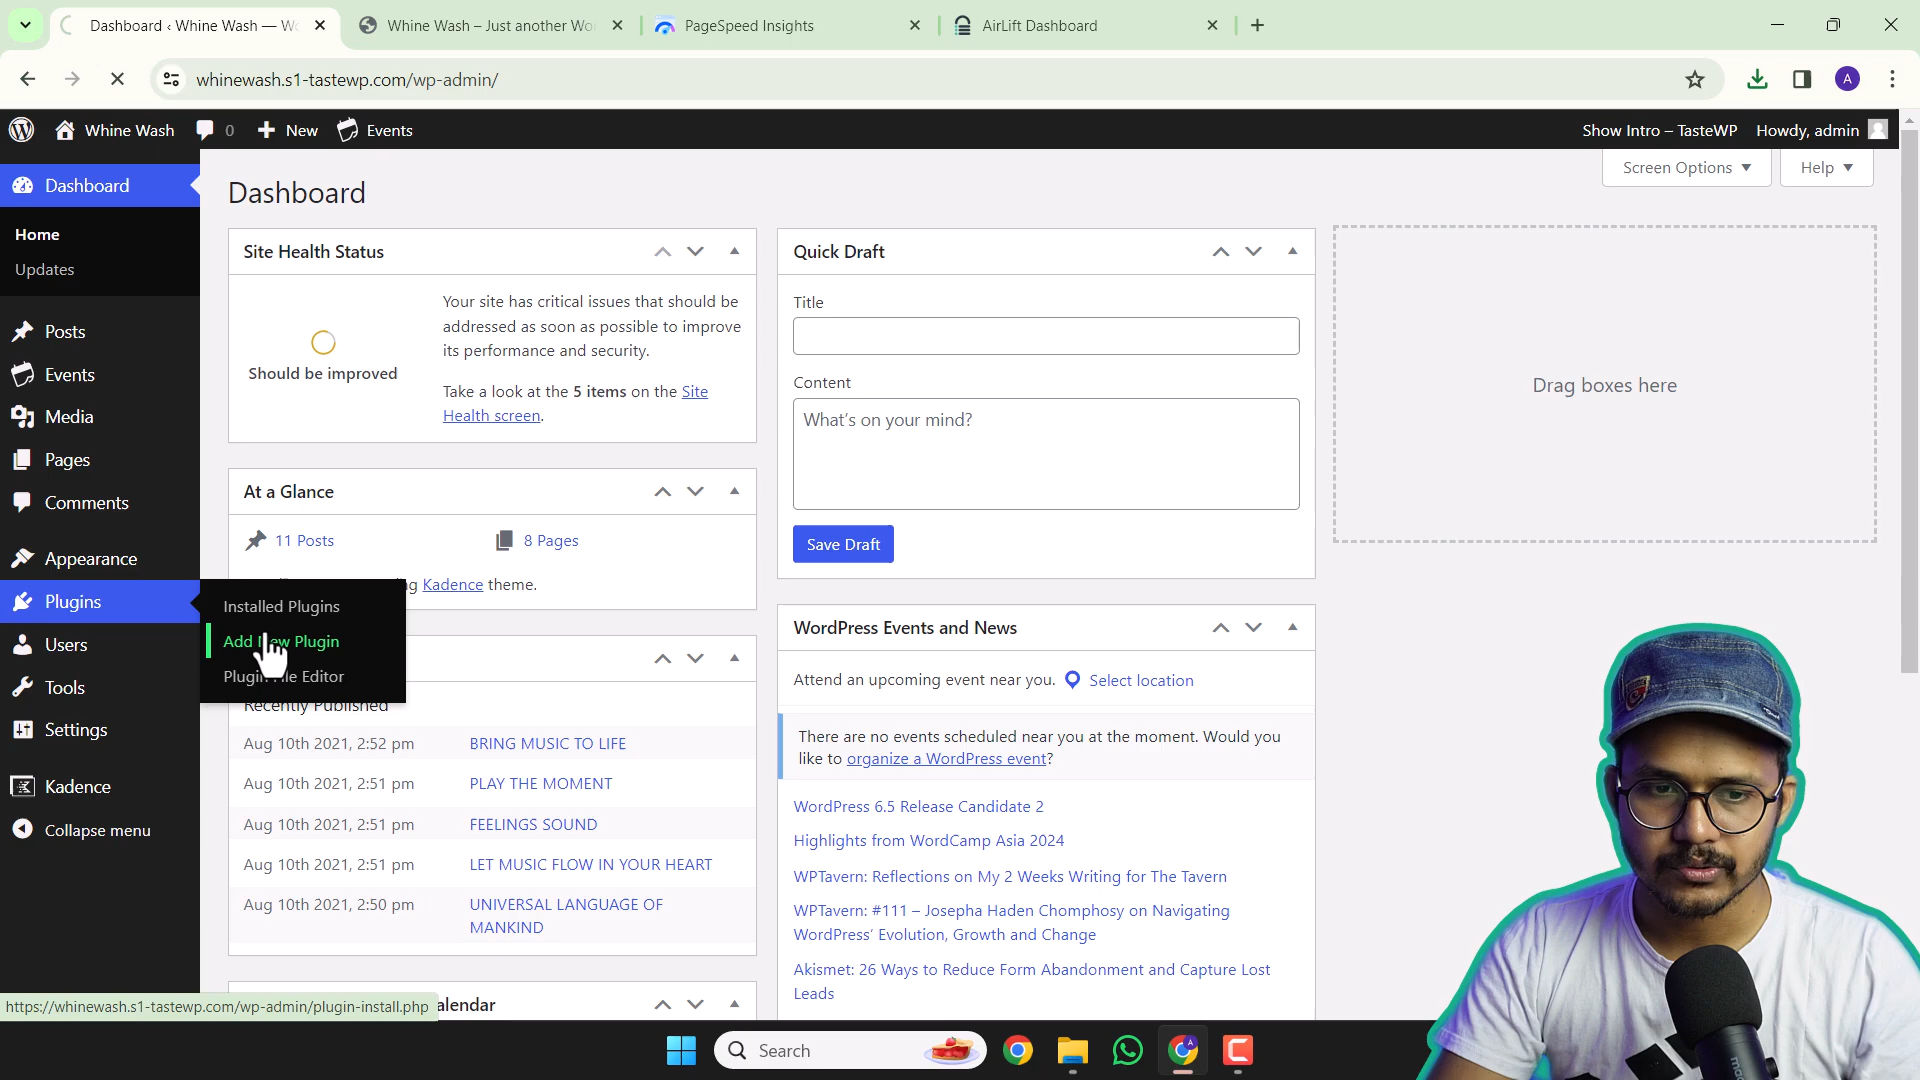 Dashboard ‹ Whine Wash — Wo
Whine Wash – Just another Wo
PageSpeed Insights
AirLift Dashboard
whinewash.s1-tastewp.com/wp-admin/
A
Whine Wash
0
New
Events
Show Intro – TasteWP
Howdy, admin
Dashboard
Home
Updates
Posts
Events
Media
Pages
Comments
Appearance
Plugins
Users
Tools
Settings
Kadence
Collapse menu
Installed Plugins
Add New Plugin
Screen Options
Help
Dashboard
Site Health Status
Should be improved
Your site has critical issues that should be
addressed as soon as possible to improve
its performance and security.
Take a look at the 5 items on the Site
Health screen.
At a Glance
11 Posts
8 Pages
Kadence theme.
Recently Published
Aug 10th 2021, 2:52 pm
BRING MUSIC TO LIFE
Aug 10th 2021, 2:51 pm
PLAY THE MOMENT
Aug 10th 2021, 2:51 pm
FEELINGS SOUND
Aug 10th 2021, 2:51 pm
LET MUSIC FLOW IN YOUR HEART
Aug 10th 2021, 2:50 pm
UNIVERSAL LANGUAGE OF
MANKIND
alendar
Quick Draft
Title
Content
What's on your mind?
Save Draft
WordPress Events and News
Attend an upcoming event near you.
Select location
There are no events scheduled near you at the moment. Would you
like to organize a WordPress event?
WordPress 6.5 Release Candidate 2
Highlights from WordCamp Asia 2024
WPTavern: Reflections on My 2 Weeks Writing for The Tavern
WPTavern: #111 – Josepha Haden Chomphosy on Navigating
WordPress' Evolution, Growth and Change
Akismet: 26 Ways to Reduce Form Abandonment and Capture Lost
Leads
Drag boxes here
https://whinewash.s1-tastewp.com/wp-admin/plugin-install.php
Search